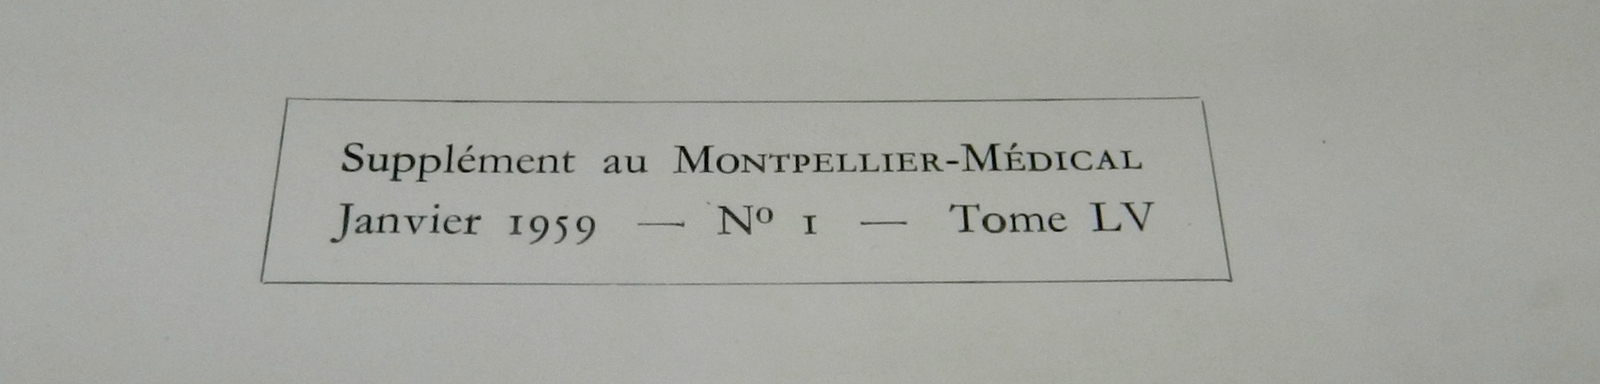 Supplément au MONTPELLIER-MÉDICAL
Janvier 1959 — Nº 1 — Tome LV